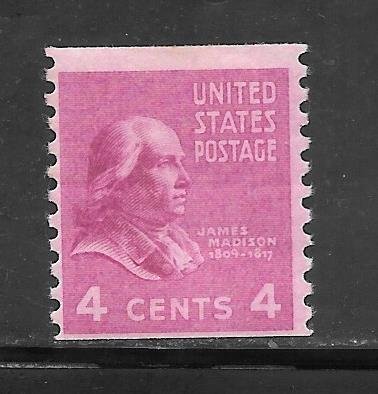 UNITED
STATES
POSTAGE
JAMES
MADISON
1809-1817
4 CENTS 4